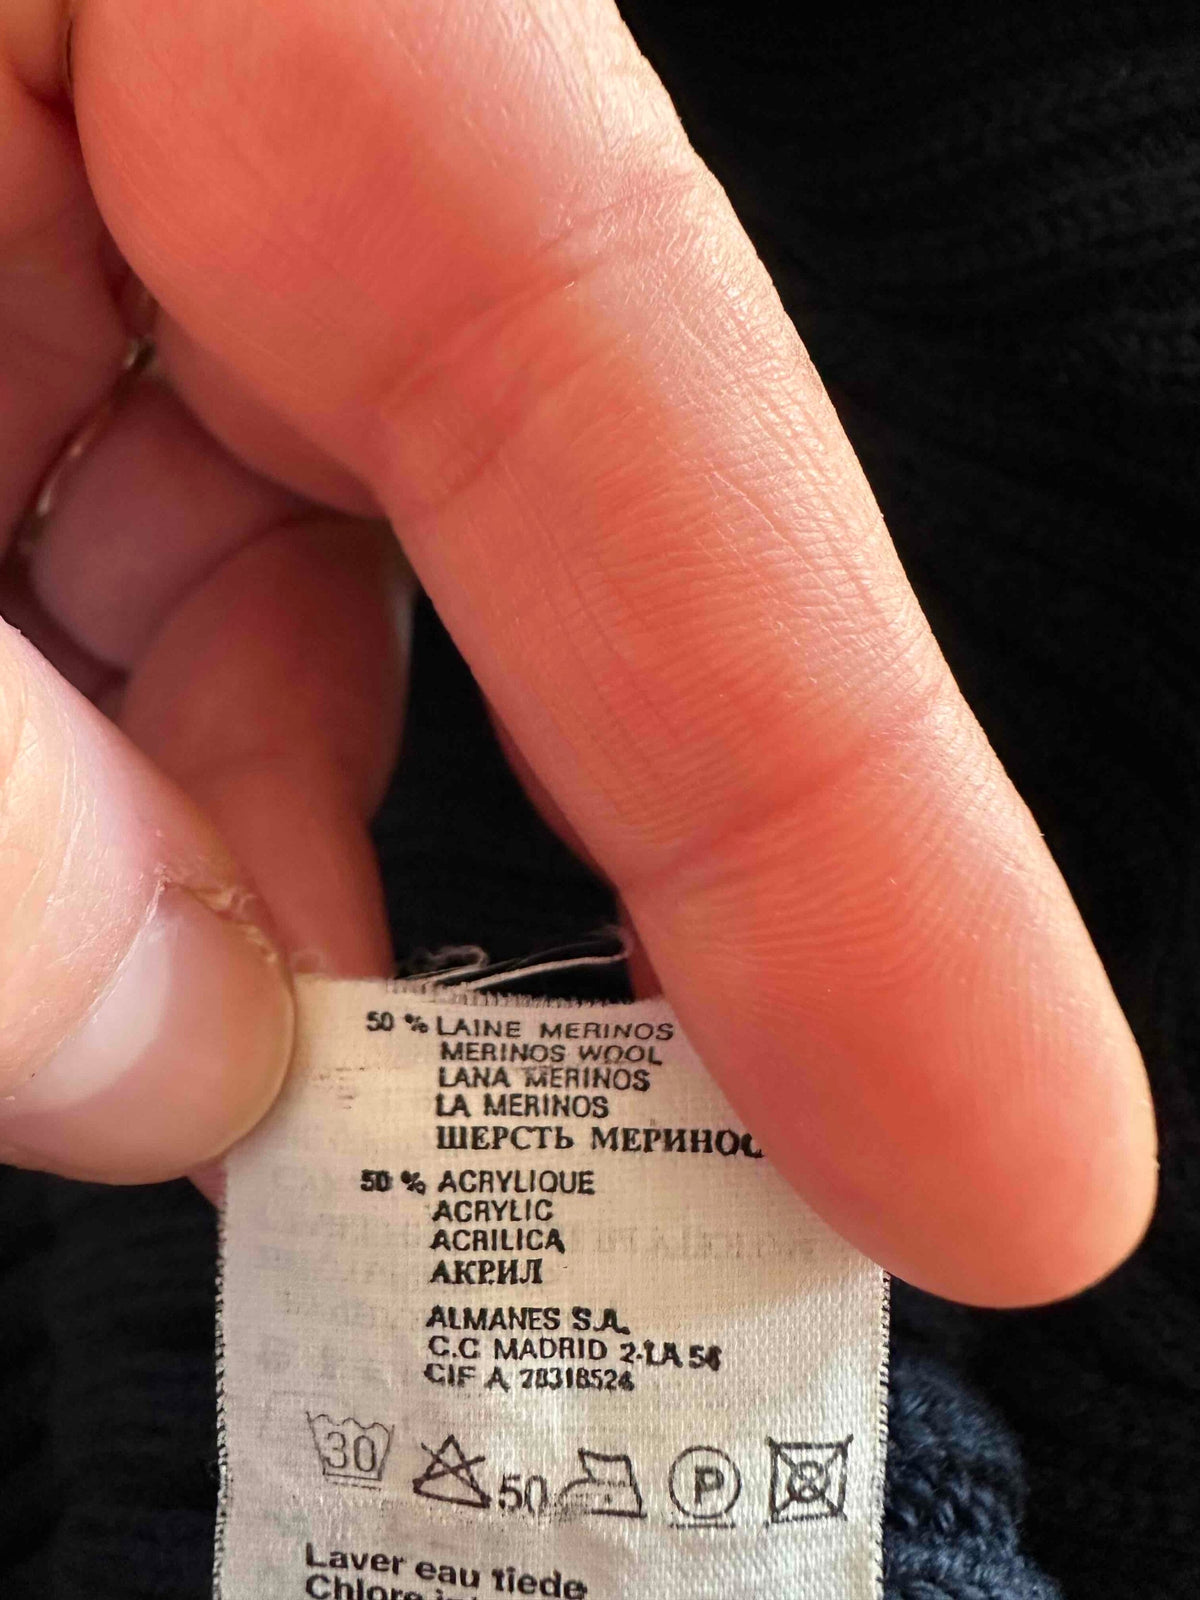 50 % LAINE MERINOS
MERINOS WOOL
LANA MERINOS
LA MERINOS
ШЕРСТЬ МЕРИНОС
50 % ACRYLIQUE
ACRYLIC
ACRILICA
АКРИЛ
ALMANES S.A.
C.C MADRID 2-LA 56
CIF A 78318524
30 50 P
Laver eau tiede
Chlore